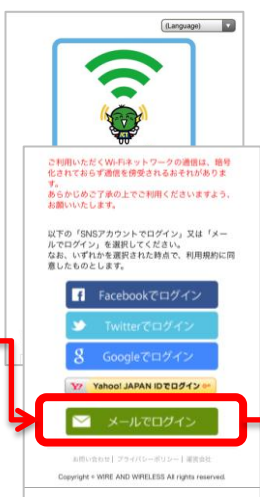 (Language)
ご利用いただくWi-Fiネットワークの通信は、暗号
化されておらず通信を傍受されるおそれがありま
す。
あらかじめご了承の上でご利用くださいますよう、
お願いいたします。
以下の「SNSアカウントでログイン」又は「メー
ルでログイン」を選択してください。
なお、いずれかを選択された時点で、利用規約に同
意したものとします。
Facebookでログイン
Twitterでログイン
8 Googleでログイン
Y? Yahoo! JAPAN IDでログイン
メールでログイン
お問い合わせ | プライバシーポリシー | 運営会社
Copyright © WIRE AND WIRELESS All rights reserved.